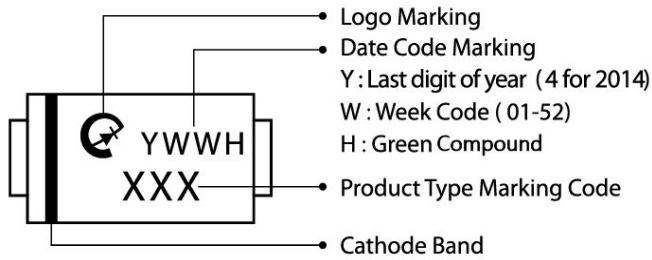 Logo Marking
Date Code Marking
Y : Last digit of year ( 4 for 2014)
W : Week Code ( 01-52)
H : Green Compound
YWWH
XXX
Product Type Marking Code
Cathode Band